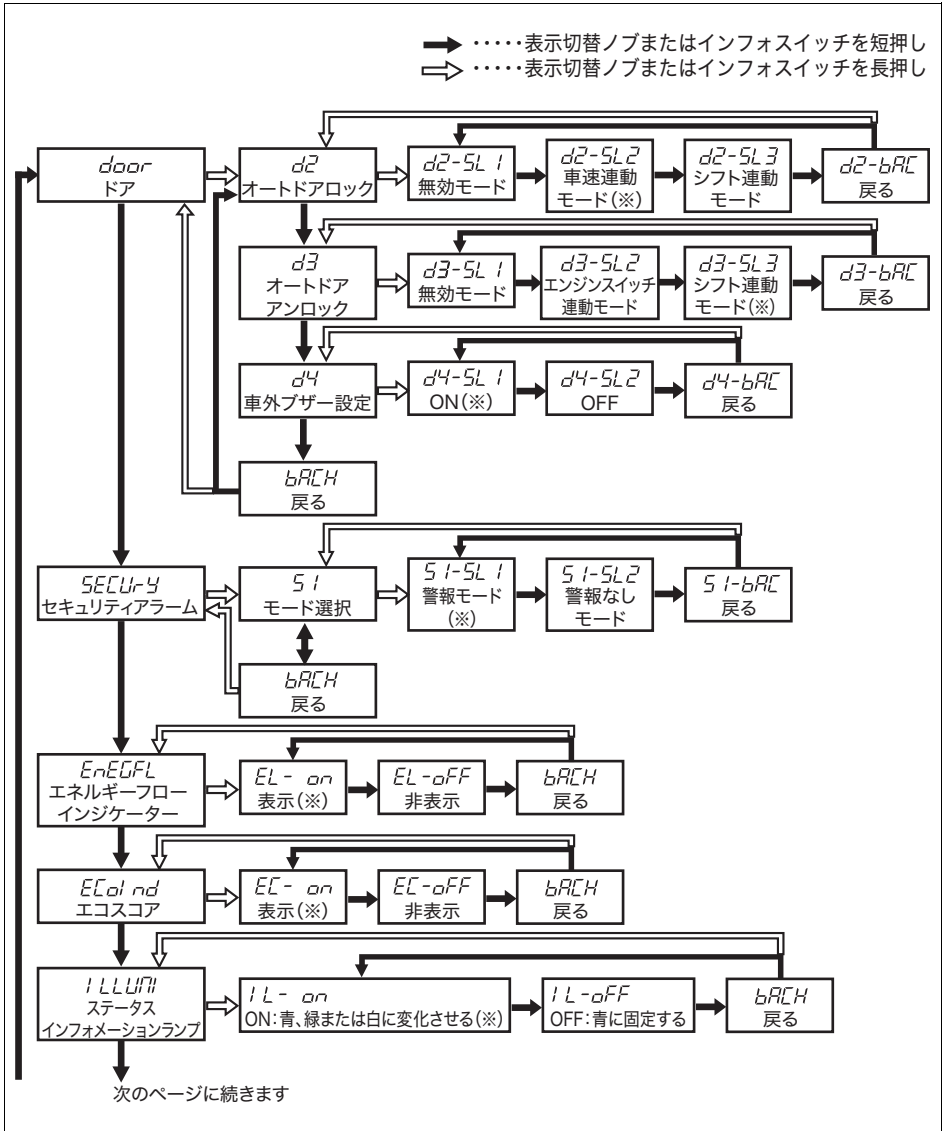 ・・・・・表示切替ノブまたはインフォスイッチを短押し
・・・・・表示切替ノブまたはインフォスイッチを長押し
door
ドア
d2
オートドアロック
d2-SL 1
無効モード
d2-SL2
車速連動
モード(※)
d2-SL3
シフト連動
モード
d2-bAC
戻る
d3
オートドア
アンロック
d3-SL 1
無効モード
d3-SL2
エンジンスイッチ
連動モード
d3-SL3
シフト連動
モード(※)
d3-bAC
戻る
d4
車外ブザー設定
d4-SL 1
ON(※)
d4-SL2
OFF
d4-bAC
戻る
bACH
戻る
SECUrY
セキュリティアラーム
S1
モード選択
S1-SL 1
警報モード
(※)
S1-SL2
警報なし
モード
S1-bAC
戻る
bACH
戻る
EnEGFL
エネルギーフロー
インジケーター
EL- on
表示(※)
EL-oFF
非表示
bACH
戻る
ECoInd
エコスコア
EC- on
表示(※)
EC-oFF
非表示
bACH
戻る
ILLUMI
ステータス
インフォメーションランプ
IL- on
ON:青、緑または白に変化させる(※)
IL-oFF
OFF:青に固定する
bACH
戻る
次のページに続きます